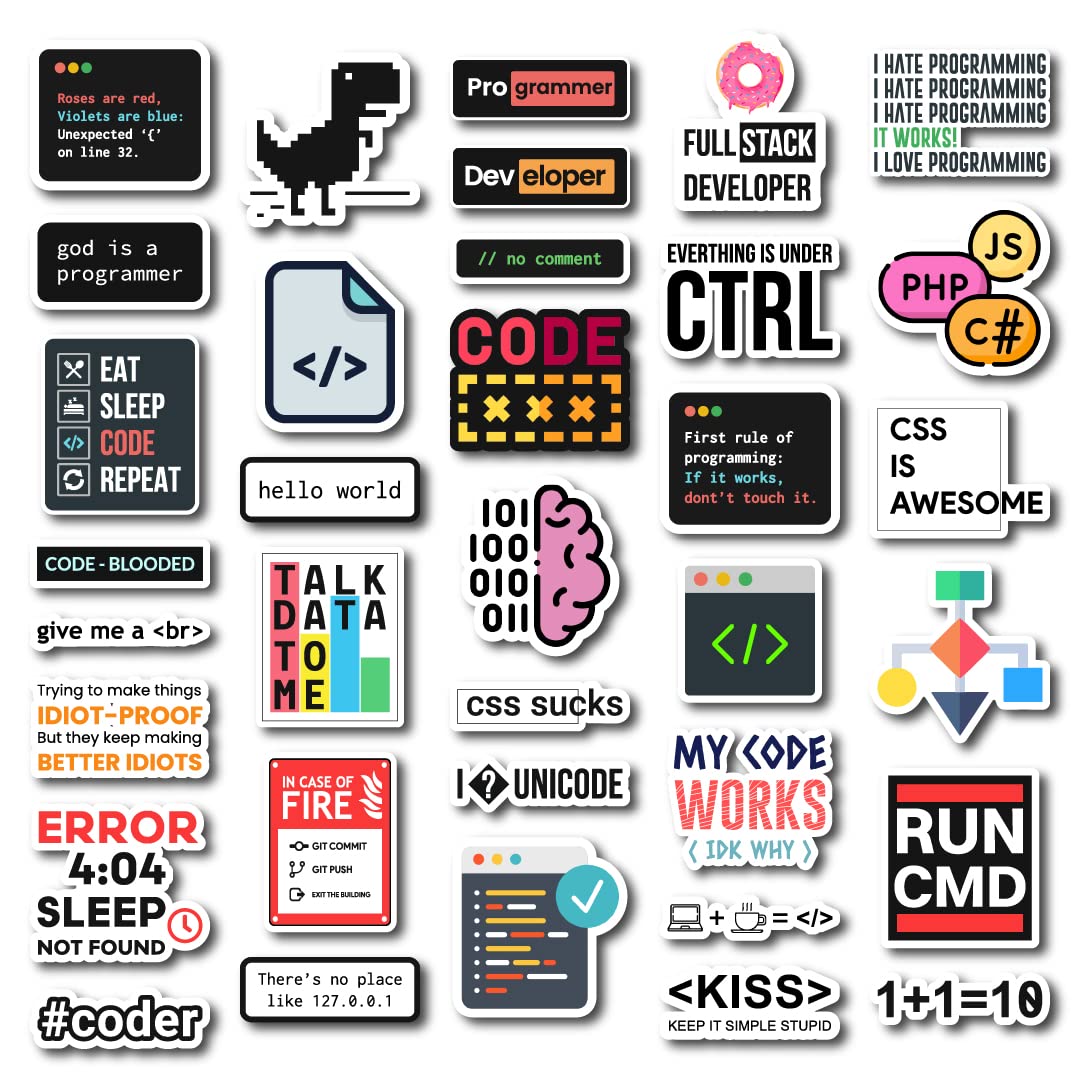 Roses are red,
Violets are blue:
Unexpected ‘{’
on line 32.
god is a
programmer
EAT
SLEEP
</>
CODE
REPEAT
CODE - BLOODED
give me a <br>
Trying to make things
IDIOT-PROOF
But they keep making
BETTER IDIOTS
ERROR
4:04
SLEEP
NOT FOUND
#coder
</>
hello world
TALK
DATA
TO
ME
IN CASE OF
FIRE
GIT COMMIT
GIT PUSH
EXIT THE BUILDING
There's no place
like 127.0.0.1
Programmer
Developer
// no comment
CODE
101
100
010
011
css sucks
I � UNICODE
FULL STACK
DEVELOPER
EVERTHING IS UNDER
CTRL
First rule of
programming:
If it works,
dont’t touch it.
</>
MY CODE
WORKS
< IDK WHY >
+ = </>
<KISS>
KEEP IT SIMPLE STUPID
I HATE PROGRAMMING
I HATE PROGRAMMING
I HATE PROGRAMMING
IT WORKS!
I LOVE PROGRAMMING
JS
PHP
C#
CSS
IS
AWESOME
RUN
CMD
1+1=10